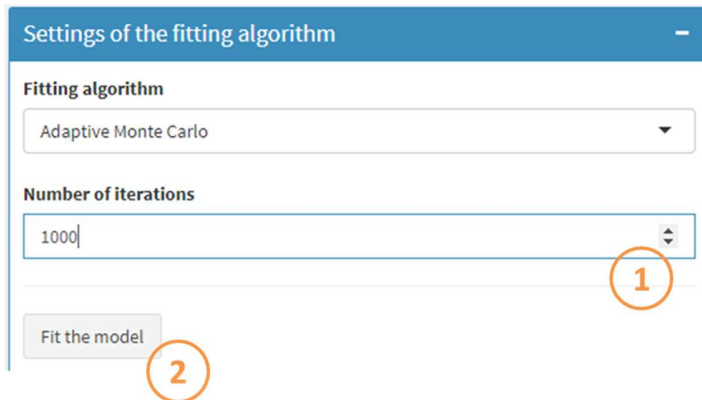 Settings of the fitting algorithm
Fitting algorithm
Adaptive Monte Carlo
Number of iterations
1000
1
Fit the model
2